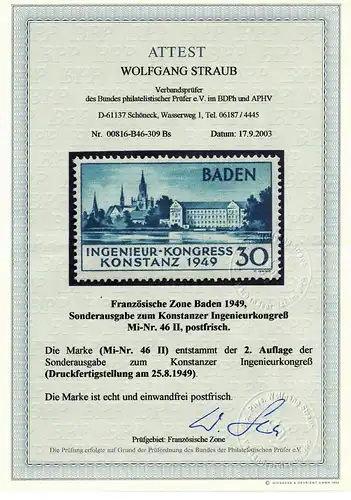 ATTEST
WOLFGANG STRAUB
Verbandsprüfer
des Bundes philatelistischer Prüfer e.V. im BDPh und APHV
D-61137 Schöneck, Wasserweg 1, Tel. 06187 / 4445
Nr. 00816-B46-309 Bs Datum: 17.9.2003
BADEN
INGENIEUR-KONGRESS
KONSTANZ 1949 30
Französische Zone Baden 1949,
Sonderausgabe zum Konstanzer Ingenieurkongreß
Mi-Nr. 46 II, postfrisch.
Die Marke (Mi-Nr. 46 II) entstammt der 2. Auflage der
Sonderausgabe zum Konstanzer Ingenieurkongreß
(Druckfertigstellung am 25.8.1949).
Die Marke ist echt und einwandfrei postfrisch.
Prüfgebiet: Französische Zone
Die Prüfung erfolgte auf Grund der Prüfordnung des Bundes der Philatelistischen Prüfer e.V.